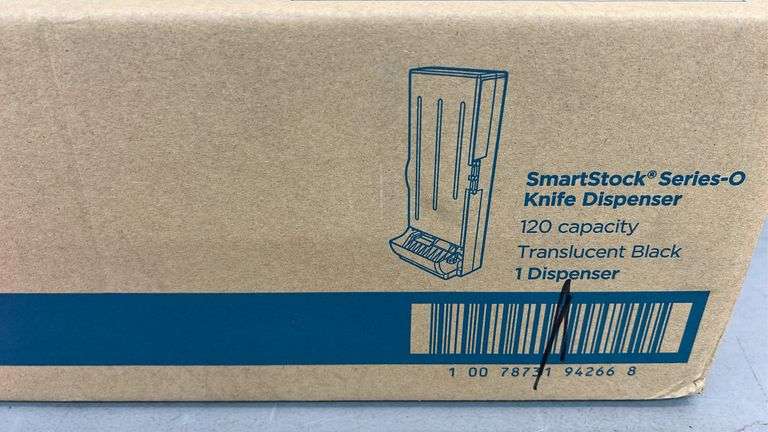 SmartStock® Series-O
Knife Dispenser
120 capacity
Translucent Black
1 Dispenser
1 00 78731 94266 8